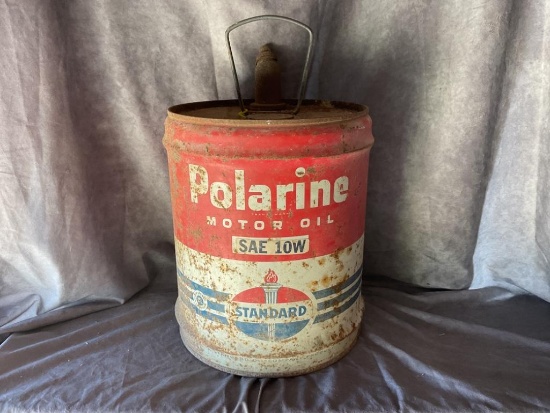 Polarine
MOTOR OIL
SAE 10W
STANDARD